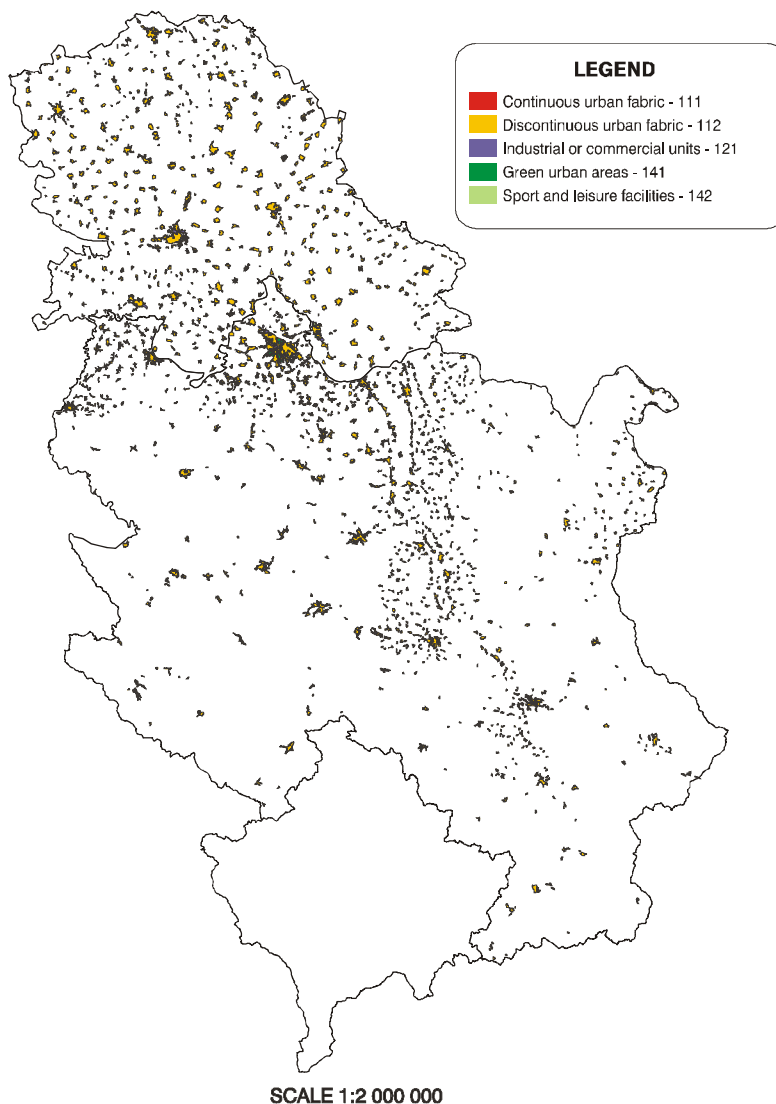 LEGEND
Continuous urban fabric - 111
Discontinuous urban fabric - 112
Industrial or commercial units - 121
Green urban areas - 141
Sport and leisure facilities - 142
SCALE 1:2 000 000